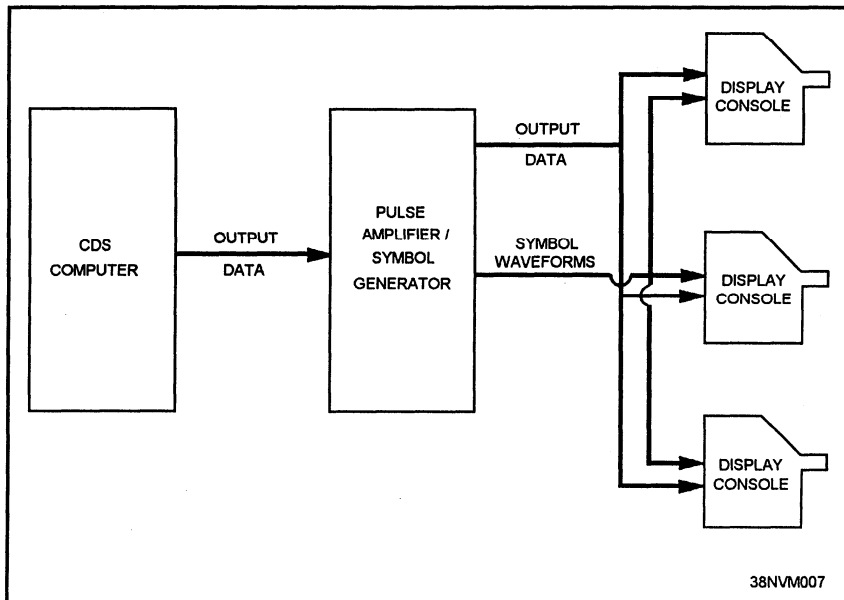 CDS
COMPUTER
OUTPUT
DATA
PULSE
AMPLIFIER /
SYMBOL
GENERATOR
OUTPUT
DATA
SYMBOL
WAVEFORMS
DISPLAY
CONSOLE
DISPLAY
CONSOLE
DISPLAY
CONSOLE
38NVM007